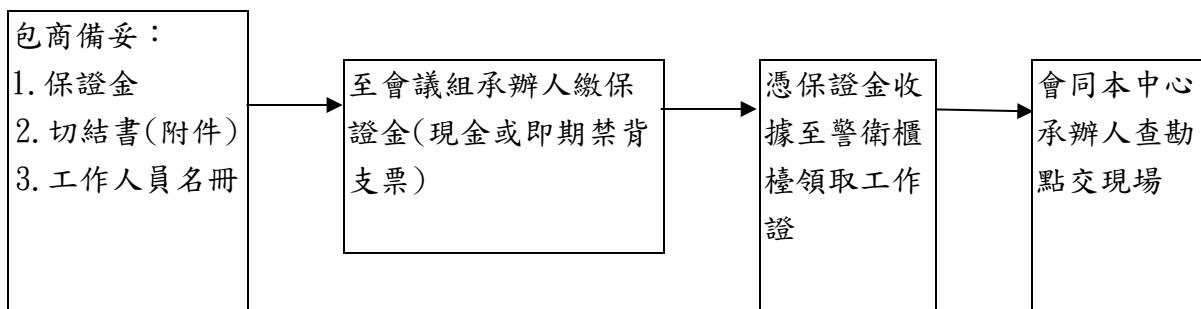 包商備妥：
1.保證金
2.切結書(附件)
3.工作人員名冊
至會議組承辦人繳保
證金(現金或即期禁背
支票)
憑保證金收
據至警衛櫃
檯領取工作
證
會同本中心
承辦人查勘
點交現場